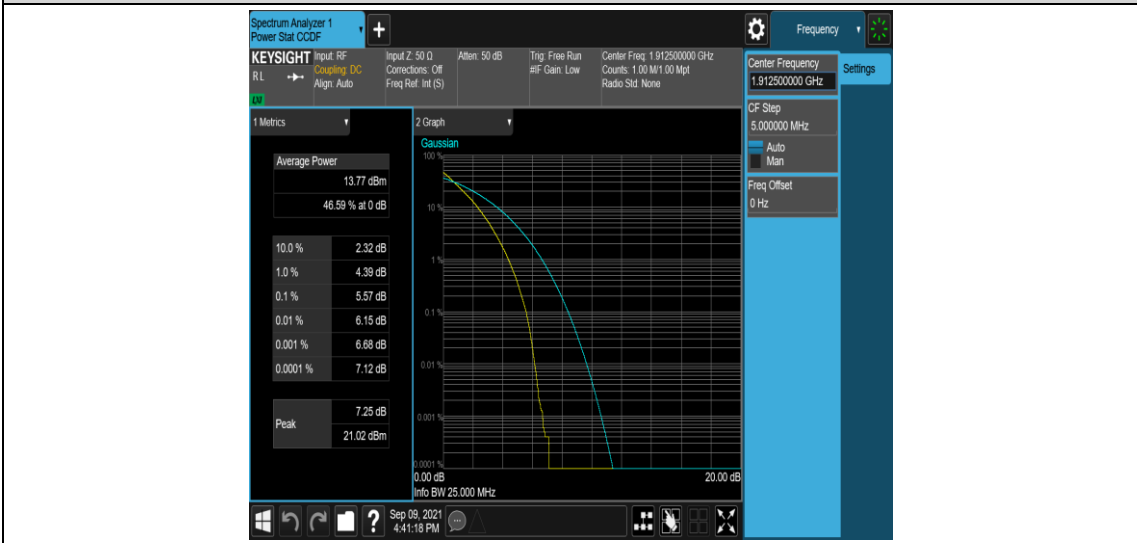 Spectrum Analyzer 1
Power Stat CCDF
+
Frequency
KEYSIGHT
R L
LXI
Input: RF
Coupling: DC
Align: Auto
Input Z: 50 Ω
Corrections: Off
Freq Ref: Int (S)
Atten: 50 dB
Trig: Free Run
#IF Gain: Low
Center Freq: 1.912500000 GHz
Counts: 1.00 M/1.00 Mpt
Radio Std: None
Center Frequency
1.912500000 GHz
Settings
CF Step
5.000000 MHz
Auto
Man
Freq Offset
0 Hz
1 Metrics
Average Power
13.77 dBm
46.59 % at 0 dB
10.0 % 2.32 dB
1.0 % 4.39 dB
0.1 % 5.57 dB
0.01 % 6.15 dB
0.001 % 6.68 dB
0.0001 % 7.12 dB
Peak
7.25 dB
21.02 dBm
2 Graph
Gaussian
100 %
10 %
1 %
0.1 %
0.01 %
0.001 %
0.0001 %
0.00 dB 20.00 dB
Info BW 25.000 MHz
?
Sep 09, 2021
4:41:18 PM